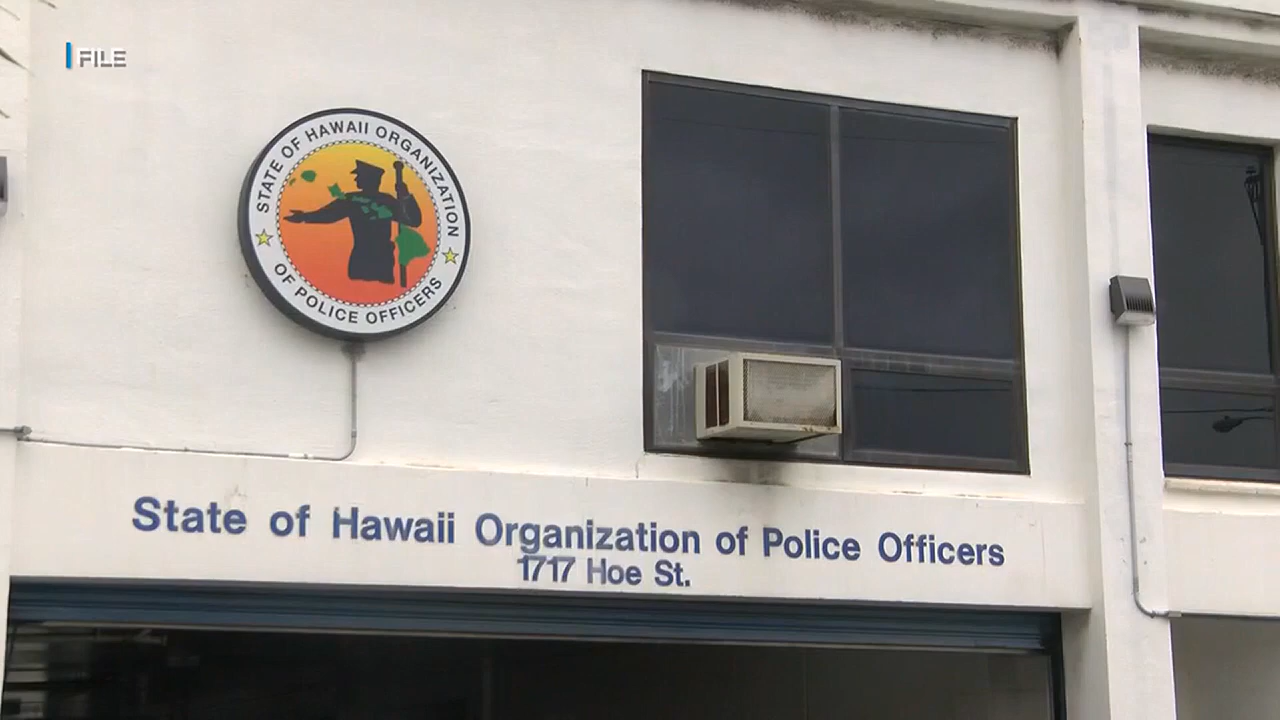 FILE
STATE OF HAWAII ORGANIZATION
OF POLICE OFFICERS
State of Hawaii Organization of Police Officers
1717 Hoe St.